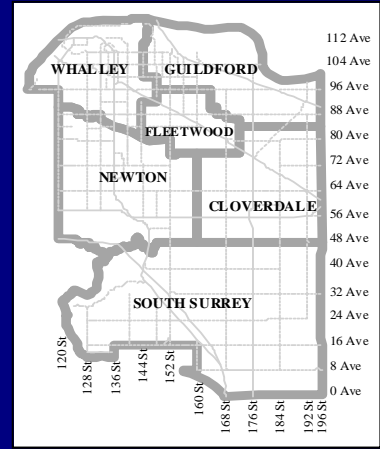 112 Ave
104 Ave
WHALLEY GUILDFORD
96 Ave
88 Ave
FLEETWOOD
80 Ave
72 Ave
NEWTON
64 Ave
CLOVERDALE
56 Ave
48 Ave
40 Ave
SOUTH SURREY
32 Ave
24 Ave
16 Ave
8 Ave
0 Ave
120 St
128 St
136 St
144 St
152 St
160 St
168 St
176 St
184 St
192 St
196 St